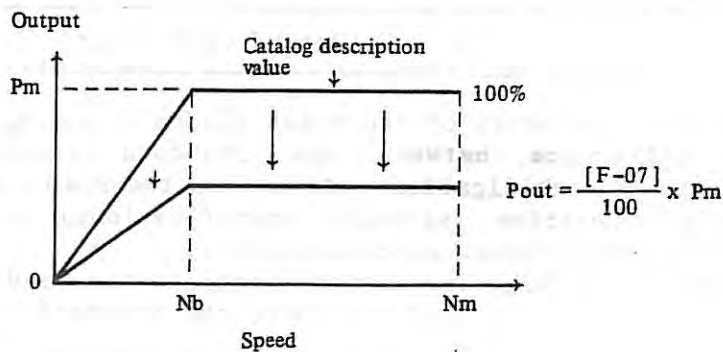 Output
Catalog description
value
Pm
100%
Pout = [F-07] / 100 x Pm
0
Nb
Nm
Speed